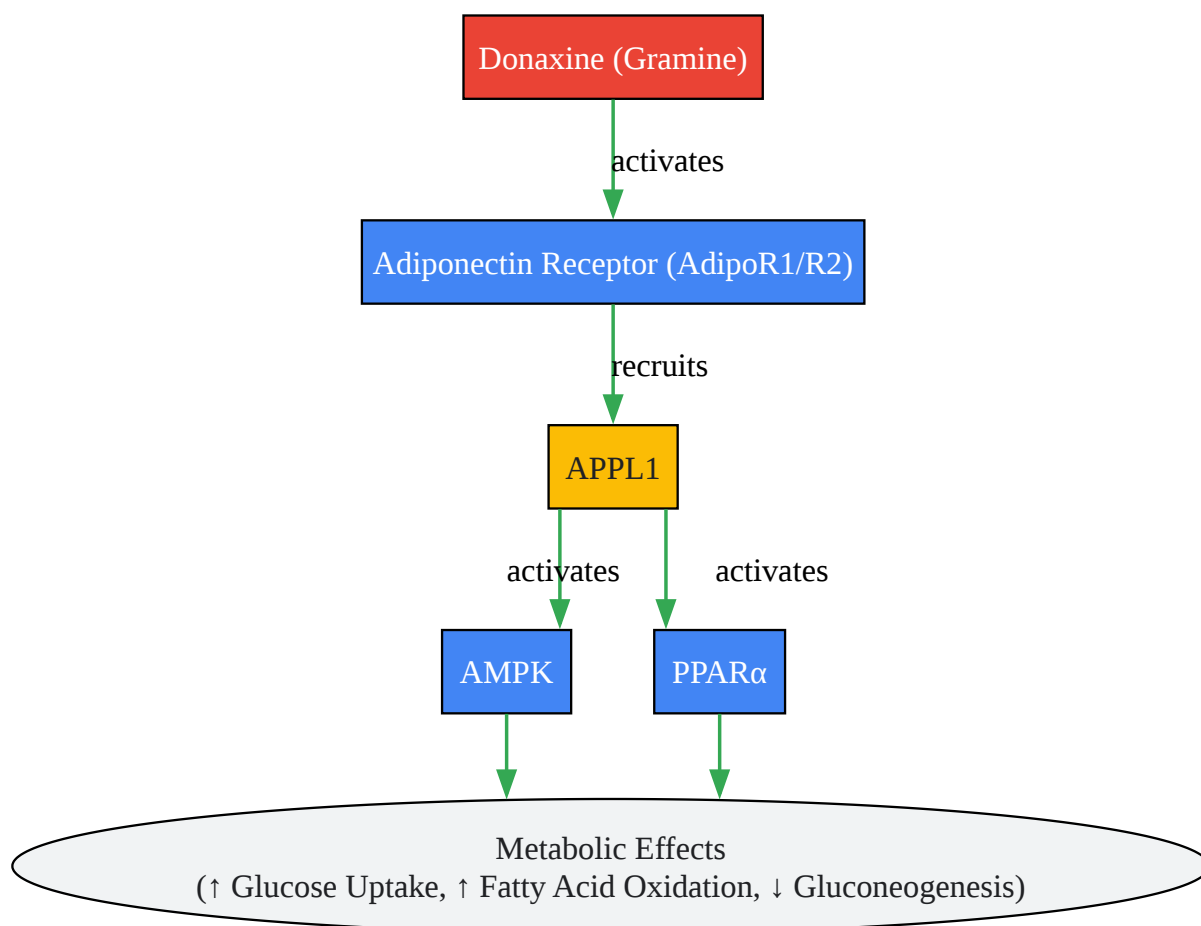 Donaxine (Gramine)
activates
Adiponectin Receptor (AdipoR1/R2)
recruits
APPL1
activates
activates
AMPK
PPARα
Metabolic Effects
(↑ Glucose Uptake, ↑ Fatty Acid Oxidation, ↓ Gluconeogenesis)